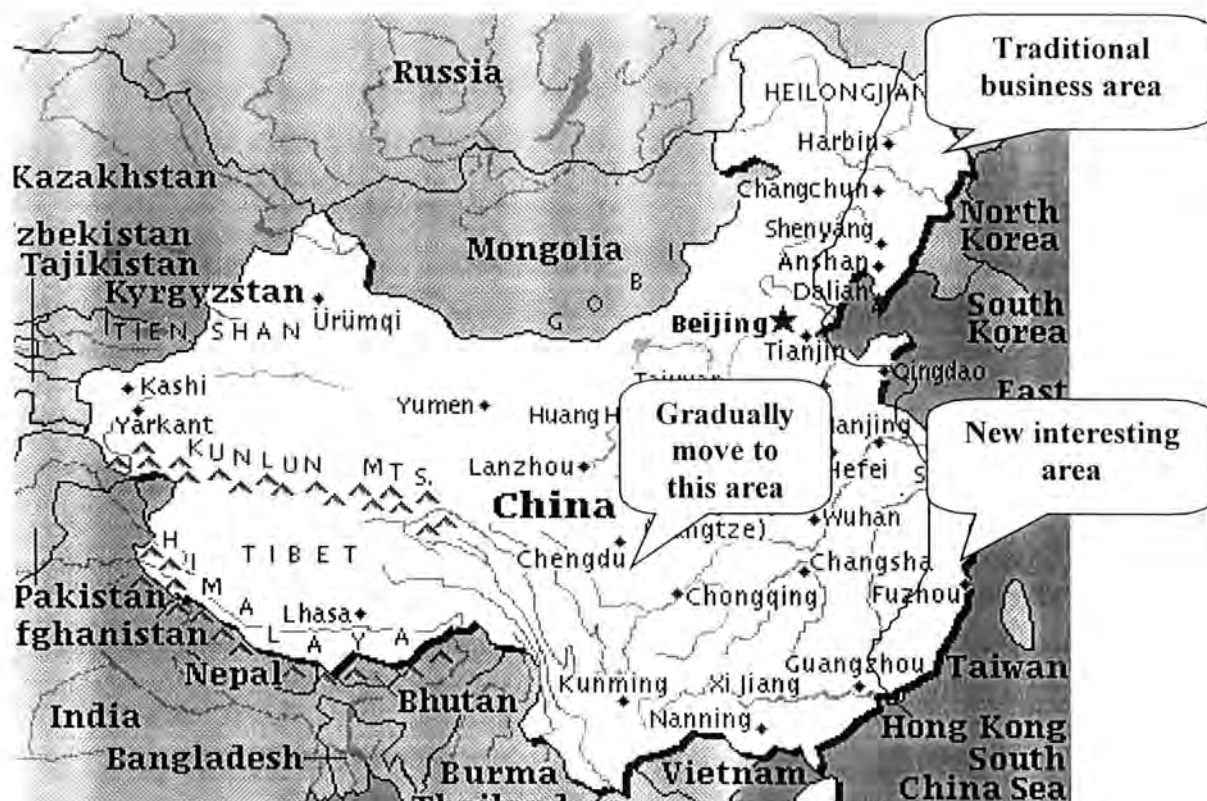 Traditional
business area
Russia
HEILONGJIAN
Harbin
Kazakhstan
Changchun
North
Korea
zbekistan
Tajikistan
Mongolia
Shenyang
Anshan
Kyrgyzstan
GOBI
Dalian
South
Korea
Ürümqi
TIEN SHAN
Beijing
Tianjin
Kashi
Qingdao
East
Yarkant
Yumen
Huang H
Gradually
move to
this area
New interesting
area
anjing
KUNLUN MTS.
Lanzhou
Hefei
China
Wuhan
ngtze)
Chengdu
TIBET
Changsha
HIMALAYA
Pakistan
Lhasa
Chongqing
Fuzhou
fghanistan
Nepal
Guangzhou
Taiwan
Bhutan
Kunming
Xi Jiang
India
Nanning
Hong Kong
Bangladesh
South
China Sea
Burma
Vietnam